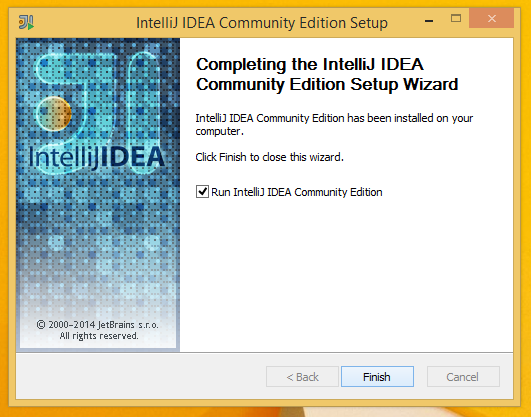 IntelliJ IDEA Community Edition Setup
IntelliJIDEA
© 2000-2014 JetBrains s.r.o.
All rights reserved.
Completing the IntelliJ IDEA
Community Edition Setup Wizard
IntelliJ IDEA Community Edition has been installed on your
computer.
Click Finish to close this wizard.
Run IntelliJ IDEA Community Edition
< Back
Finish
Cancel